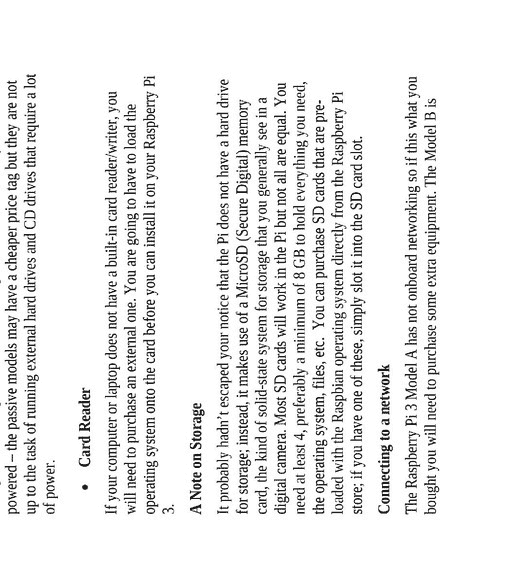 powered – the passive models may have a cheaper price tag but they are not
up to the task of running external hard drives and CD drives that require a lot
of power.
• Card Reader
If your computer or laptop does not have a built-in card reader/writer, you
will need to purchase an external one. You are going to have to load the
operating system onto the card before you can install it on your Raspberry Pi
3.
A Note on Storage
It probably hadn't escaped your notice that the Pi does not have a hard drive
for storage; instead, it makes use of a MicroSD (Secure Digital) memory
card, the kind of solid-state system for storage that you generally see in a
digital camera. Most SD cards will work in the Pi but not all are equal. You
need at least 4, preferably a minimum of 8 GB to hold everything you need,
the operating system, files, etc. You can purchase SD cards that are pre-
loaded with the Raspbian operating system directly from the Raspberry Pi
store; if you have one of these, simply slot it into the SD card slot.
Connecting to a network
The Raspberry Pi 3 Model A has not onboard networking so if this what you
bought you will need to purchase some extra equipment. The Model B is